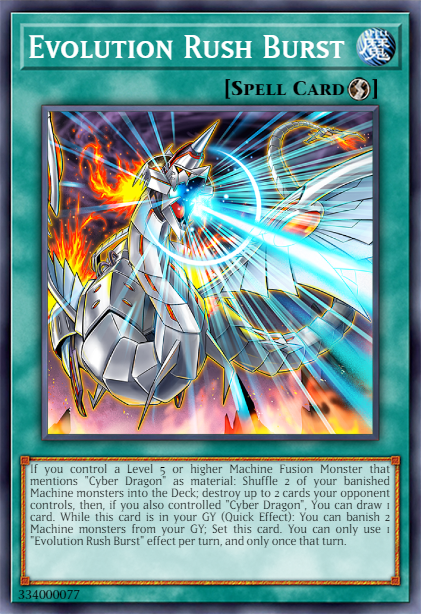 Evolution Rush Burst 魔
[Spell Card]
If you control a Level 5 or higher Machine Fusion Monster that
mentions "Cyber Dragon" as material: Shuffle 2 of your banished
Machine monsters into the Deck; destroy up to 2 cards your opponent
controls, then, if you also controlled "Cyber Dragon", You can draw 1
card. While this card is in your GY (Quick Effect): You can banish 2
Machine monsters from your GY; Set this card. You can only use 1
"Evolution Rush Burst" effect per turn, and only once that turn.
334000077